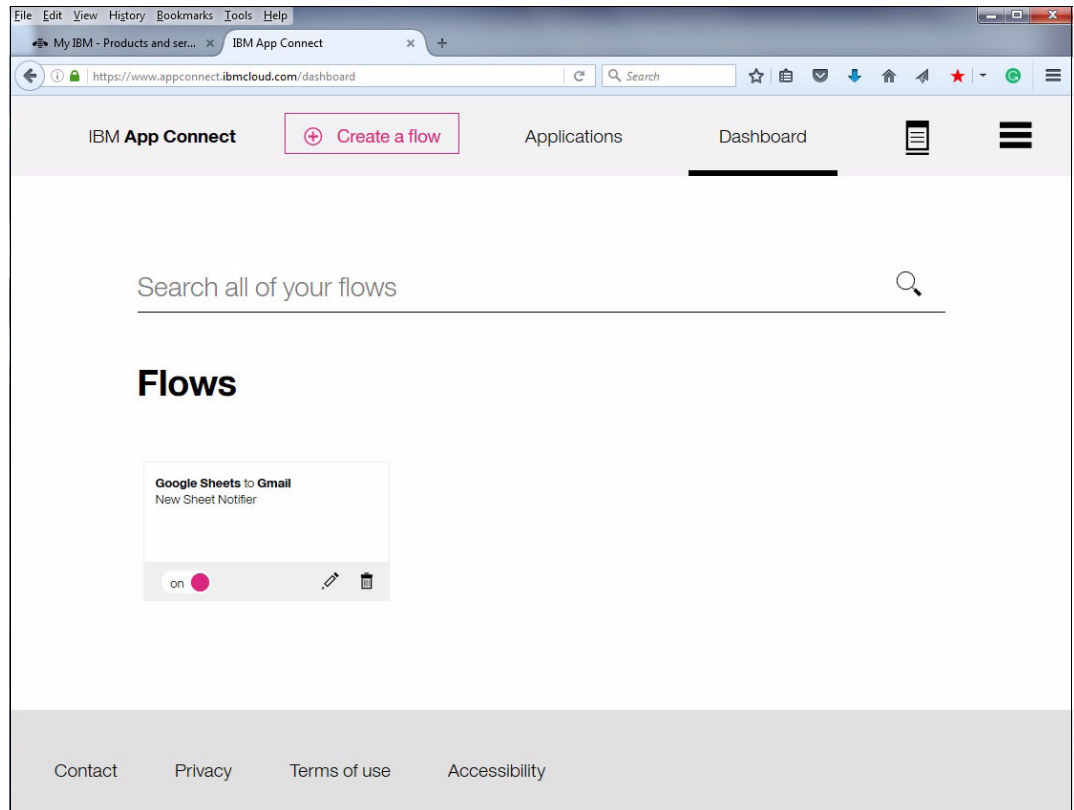 File Edit View History Bookmarks Tools Help
My IBM - Products and ser... IBM App Connect
https://www.appconnect.ibmcloud.com/dashboard Search
IBM App Connect Create a flow Applications Dashboard
Search all of your flows
Flows
Google Sheets to Gmail
New Sheet Notifier
on
Contact Privacy Terms of use Accessibility